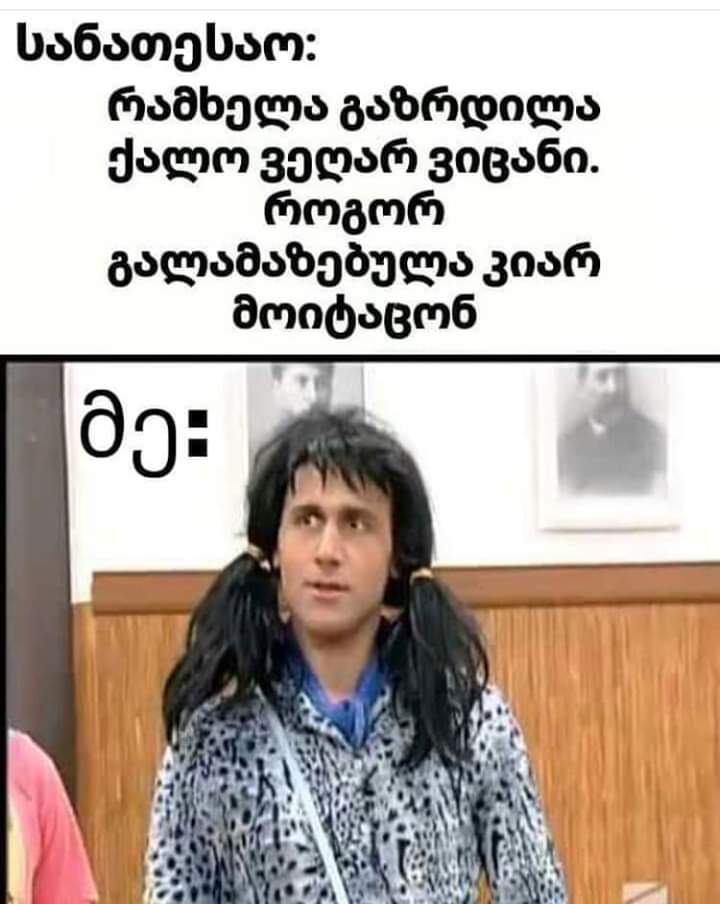 სანათესაო:
რამხელა გაზრდილა
ქალო ვეღარ ვიცანი.
როგორ
გალამაზებულა კიარ
მოიტაცონ
მე: